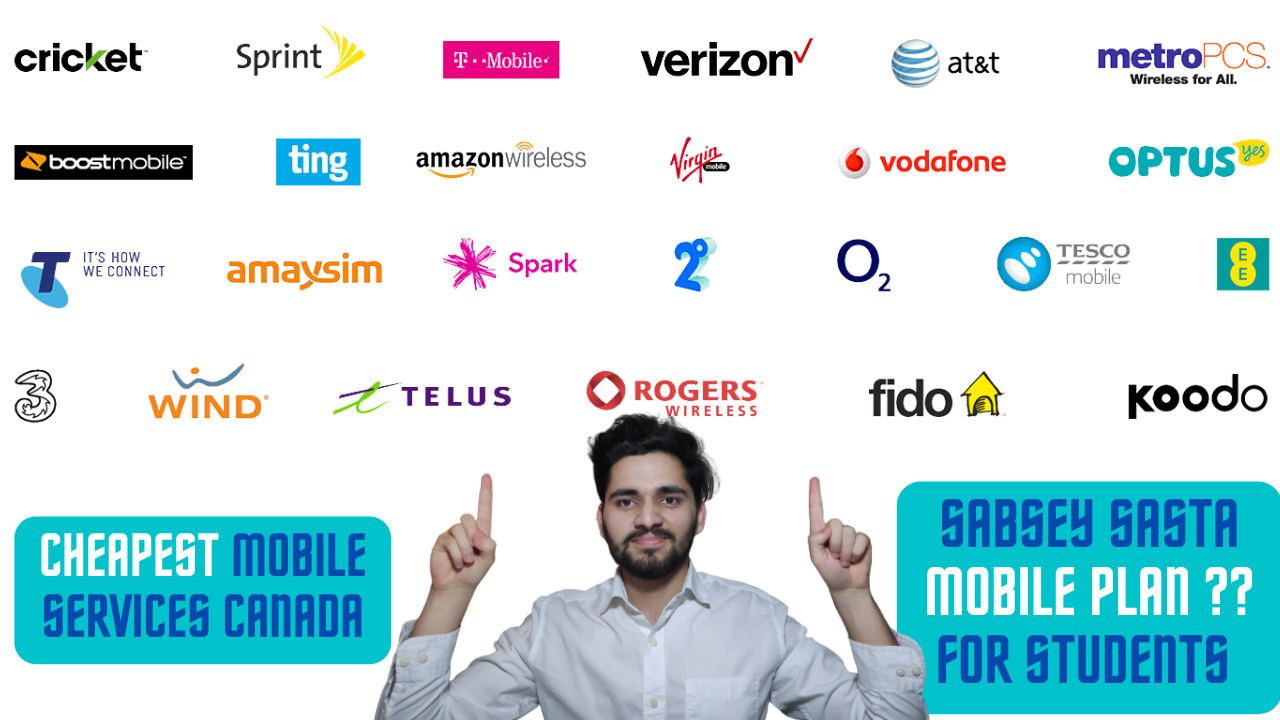 cricket
Sprint
T··Mobile·
verizon
at&t
metroPCS.
Wireless for All.
boostmobile™
ting
amazonwireless
Virgin
mobile
vodafone
OPTUS
yes
T
IT'S HOW
WE CONNECT
amaysim
Spark
2°
O2
TESCO
mobile
EE
3
WIND®
TELUS
ROGERS™
WIRELESS
fido
koodo
CHEAPEST MOBILE
SERVICES CANADA
SABSEY SASTA
MOBILE PLAN ??
FOR STUDENTS